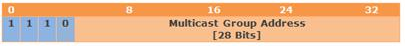 0 8 16 24 32
1 1 1 0 Multicast Group Address
[28 Bits]